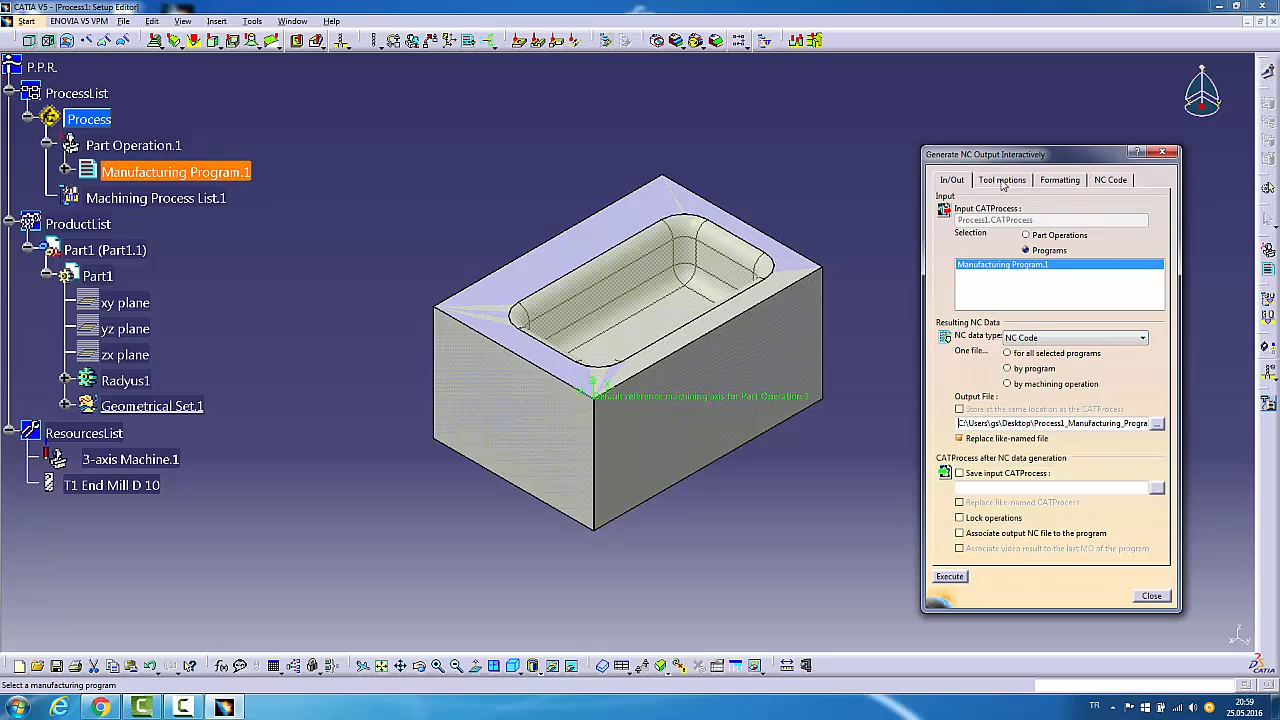 CATIA V5 - [Process1: Setup Editor]
Start ENOVIA V5 VPM File Edit View Insert Tools Window Help
P.P.R.
ProcessList
Process
Part Operation.1
Manufacturing Program.1
Machining Process List.1
ProductList
Part1 (Part1.1)
Part1
xy plane
yz plane
zx plane
Radyus1
Geometrical Set.1
ResourcesList
3-axis Machine.1
T1 End Mill D 10
Default reference machining axis for Part Operation.1
Generate NC Output Interactively
In/Out Tool motions Formatting NC Code
Input
Input CATProcess:
Process1.CATProcess
Selection
Part Operations
Programs
Manufacturing Program.1
Resulting NC Data
NC data type: NC Code
One file... for all selected programs
by program
by machining operation
Output File :
Store at the same location as the CATProcess
C:\Users\gs\Desktop\Process1_Manufacturing_Progra ...
Replace like-named file
CATProcess after NC data generation
Save input CATProcess :
...
Replace like-named CATProcess
Lock operations
Associate output NC file to the program
Associate video result to the last MO of the program
Execute
Close
Select a manufacturing program
TR
20:59
25.05.2016